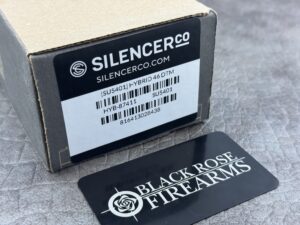 SILENCERCO
SILENCERCO.COM
[SU5401] HYBRID 46 DTM
HYB-87411 SU5401
816413028438
BLACK ROSE
FIREARMS